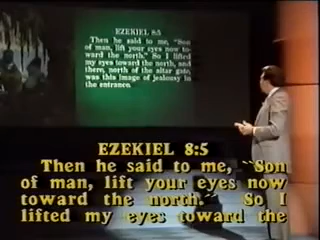 EZEKIEL 8:5
Then he said to me, "Son
of man, lift your eyes now to-
ward the north." So I lifted
my eyes toward the north, and
there, north of the altar gate,
was this image of jealousy in
the entrance.
EZEKIEL 8:5
Then he said to me, "Son
of man, lift your eyes now
toward the north." So I
lifted my eyes toward the